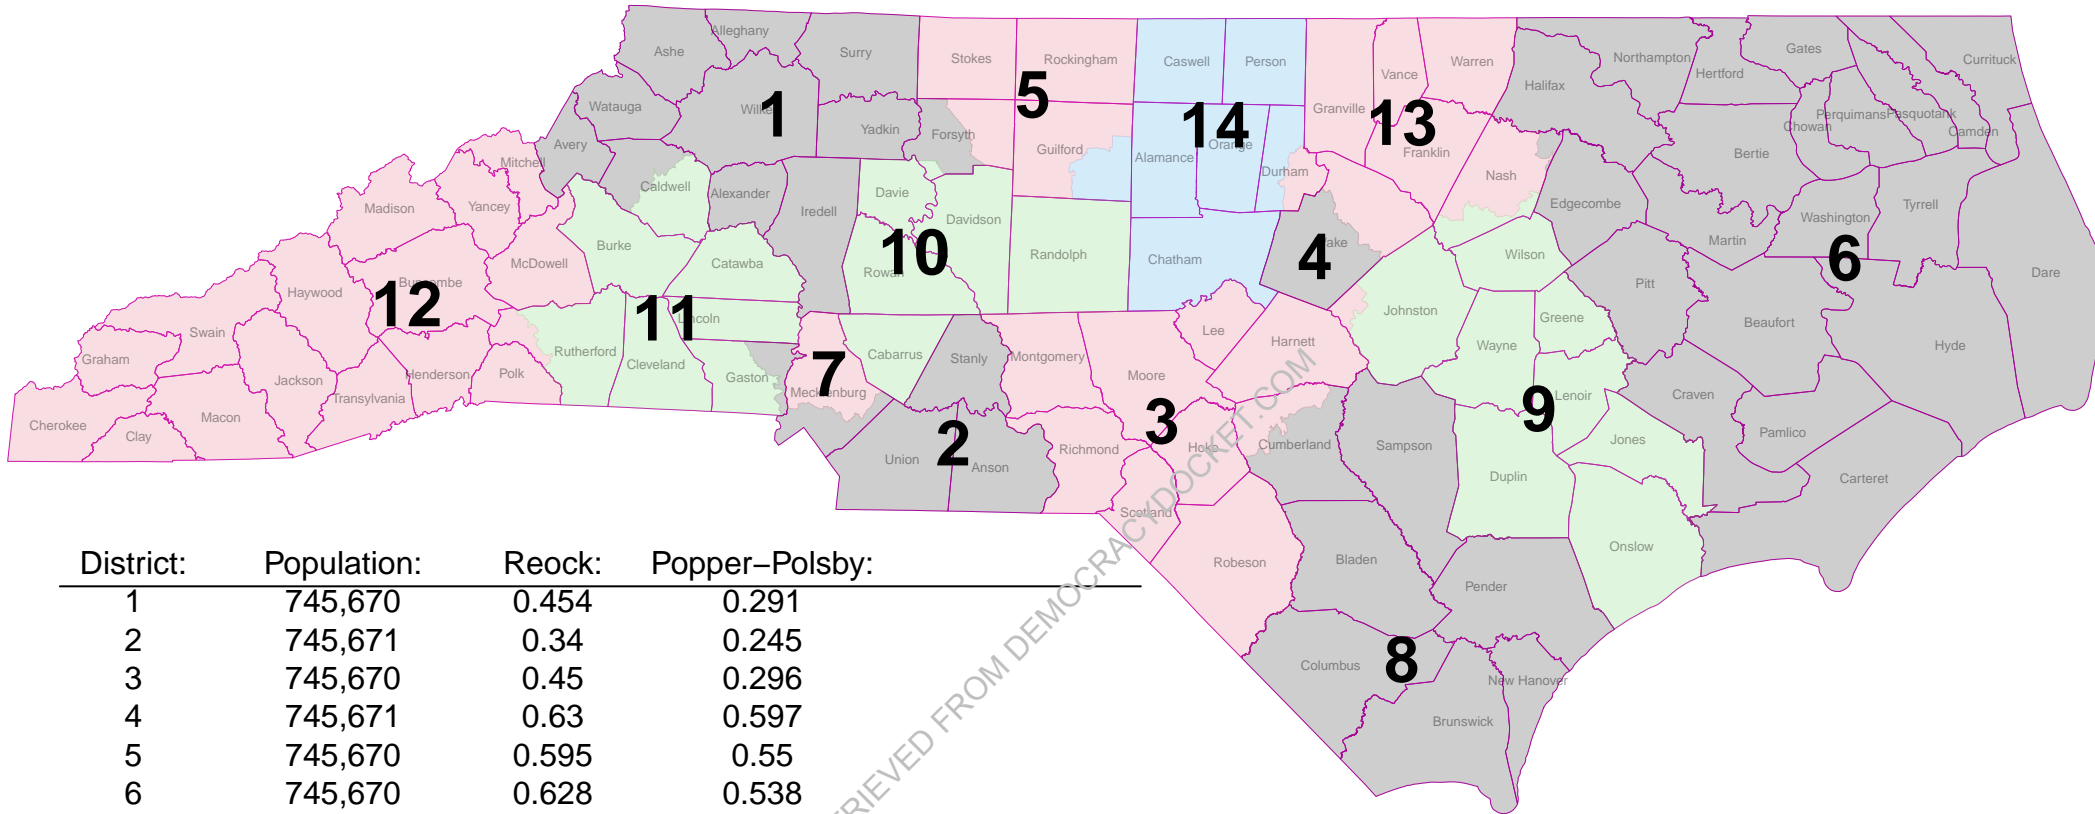 Ashe
Alleghany
Surry
Stokes
Rockingham
Caswell
Person
Vance
Warren
Northampton
Gates
Currituck
Hertford
Halifax
Granville
Watauga
Wilkes
1
5
14
13
Yadkin
Forsyth
Guilford
Alamance
Orange
Franklin
Perquimans
Pasquotank
Chowan
Camden
Bertie
Avery
Mitchell
Caldwell
Alexander
Iredell
Davie
Davidson
Durham
Nash
Edgecombe
Madison
Yancey
Burke
McDowell
Catawba
Rowan
10
Randolph
Chatham
Wake
4
Wilson
Martin
Washington
Tyrrell
6
Dare
Haywood
Buncombe
12
Swain
Rutherford
11
Lincoln
Cleveland
Gaston
Cabarrus
Stanly
Montgomery
Moore
Lee
Harnett
Johnston
Greene
Wayne
Pitt
Beaufort
Hyde
Graham
Jackson
Henderson
Polk
Transylvania
Macon
Cherokee
Clay
7
Mecklenburg
Union
2
Anson
Richmond
3
Hoke
Cumberland
Sampson
9
Lenoir
Craven
Jones
Pamlico
Duplin
Carteret
Scotland
Robeson
Bladen
Pender
Onslow
Columbus
8
New Hanover
Brunswick
District: Population: Reock: Popper–Polsby:
1 745,670 0.454 0.291
2 745,671 0.34 0.245
3 745,670 0.45 0.296
4 745,671 0.63 0.597
5 745,670 0.595 0.55
6 745,670 0.628 0.538
TRIEVED FROM DEMOCRACYDOCKET.COM